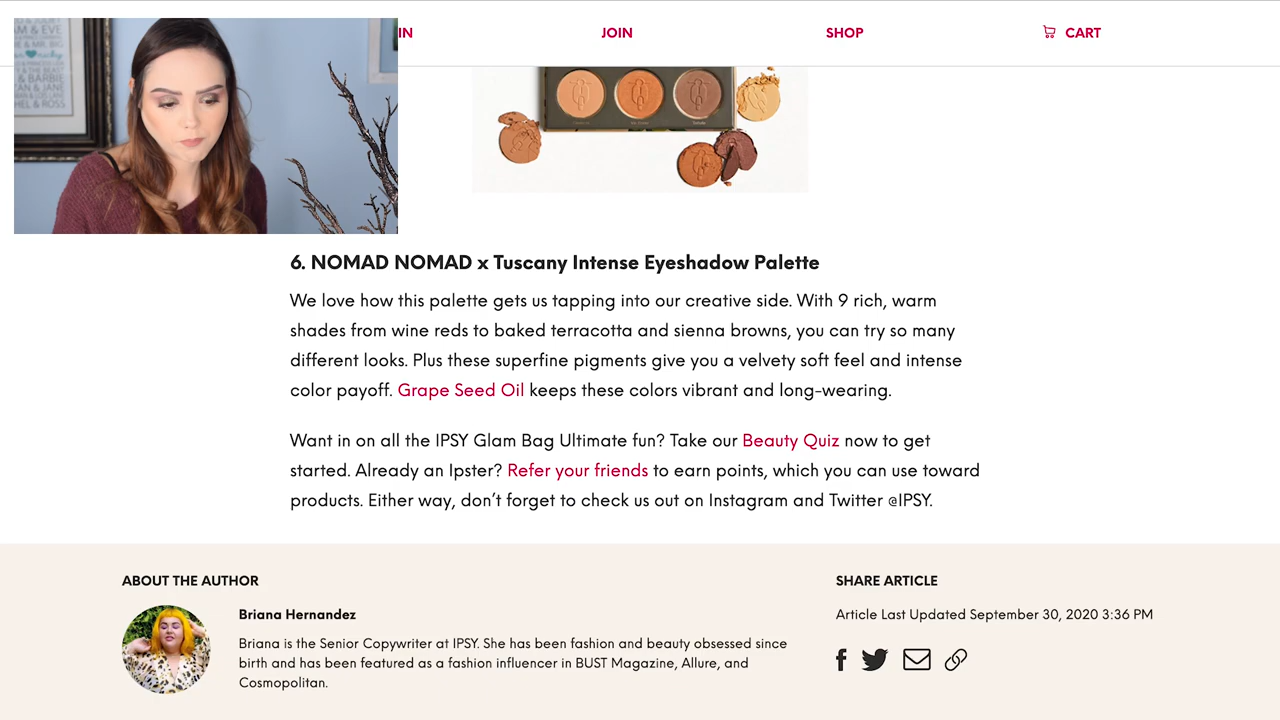 IN
JOIN
SHOP
CART
& MR. BIG
& BARBIE
HEL & ROSS
6. NOMAD NOMAD x Tuscany Intense Eyeshadow Palette
We love how this palette gets us tapping into our creative side. With 9 rich, warm
shades from wine reds to baked terracotta and sienna browns, you can try so many
different looks. Plus these superfine pigments give you a velvety soft feel and intense
color payoff. Grape Seed Oil keeps these colors vibrant and long-wearing.
Want in on all the IPSY Glam Bag Ultimate fun? Take our Beauty Quiz now to get
started. Already an Ipster? Refer your friends to earn points, which you can use toward
products. Either way, don’t forget to check us out on Instagram and Twitter @IPSY.
ABOUT THE AUTHOR
Briana Hernandez
Briana is the Senior Copywriter at IPSY. She has been fashion and beauty obsessed since
birth and has been featured as a fashion influencer in BUST Magazine, Allure, and
Cosmopolitan.
SHARE ARTICLE
Article Last Updated September 30, 2020 3:36 PM